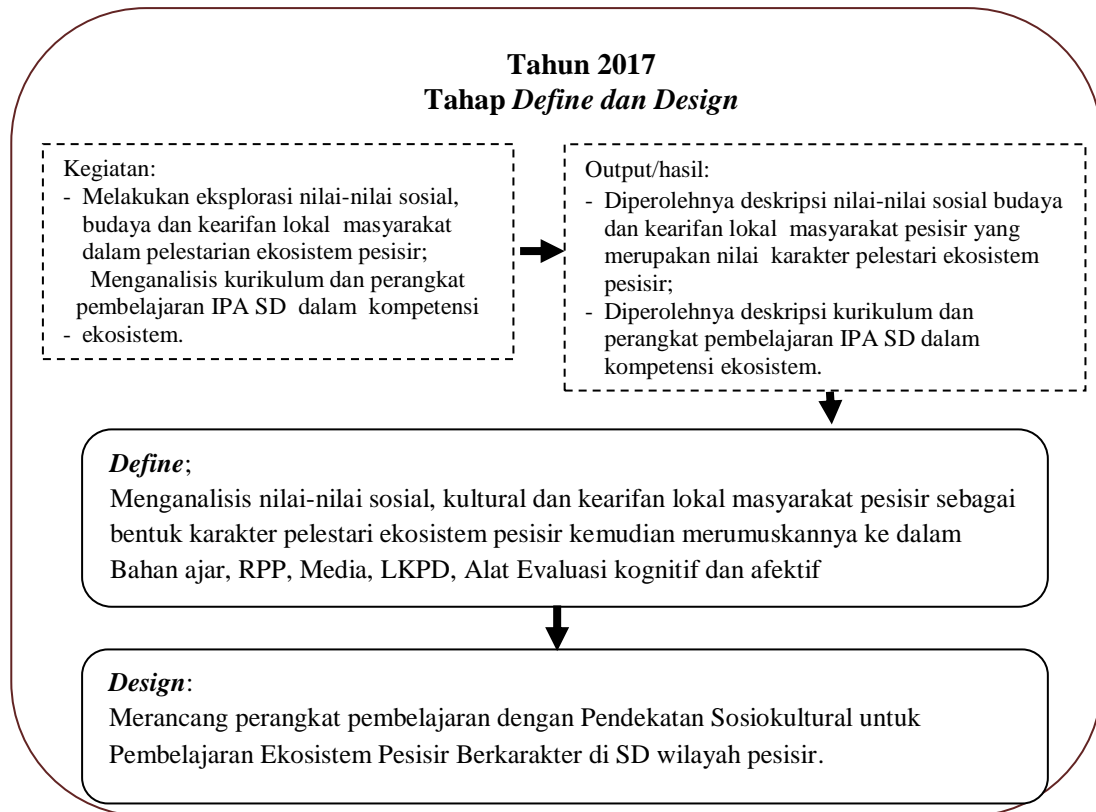 Tahun 2017
Tahap Define dan Design
Kegiatan:
- Melakukan eksplorasi nilai-nilai sosial,
budaya dan kearifan lokal masyarakat
dalam pelestarian ekosistem pesisir;
Menganalisis kurikulum dan perangkat
pembelajaran IPA SD dalam kompetensi
- ekosistem.
Output/hasil:
- Diperolehnya deskripsi nilai-nilai sosial budaya
dan kearifan lokal masyarakat pesisir yang
merupakan nilai karakter pelestari ekosistem
pesisir;
- Diperolehnya deskripsi kurikulum dan
perangkat pembelajaran IPA SD dalam
kompetensi ekosistem.
Define;
Menganalisis nilai-nilai sosial, kultural dan kearifan lokal masyarakat pesisir sebagai
bentuk karakter pelestari ekosistem pesisir kemudian merumuskannya ke dalam
Bahan ajar, RPP, Media, LKPD, Alat Evaluasi kognitif dan afektif
Design:
Merancang perangkat pembelajaran dengan Pendekatan Sosiokultural untuk
Pembelajaran Ekosistem Pesisir Berkarakter di SD wilayah pesisir.